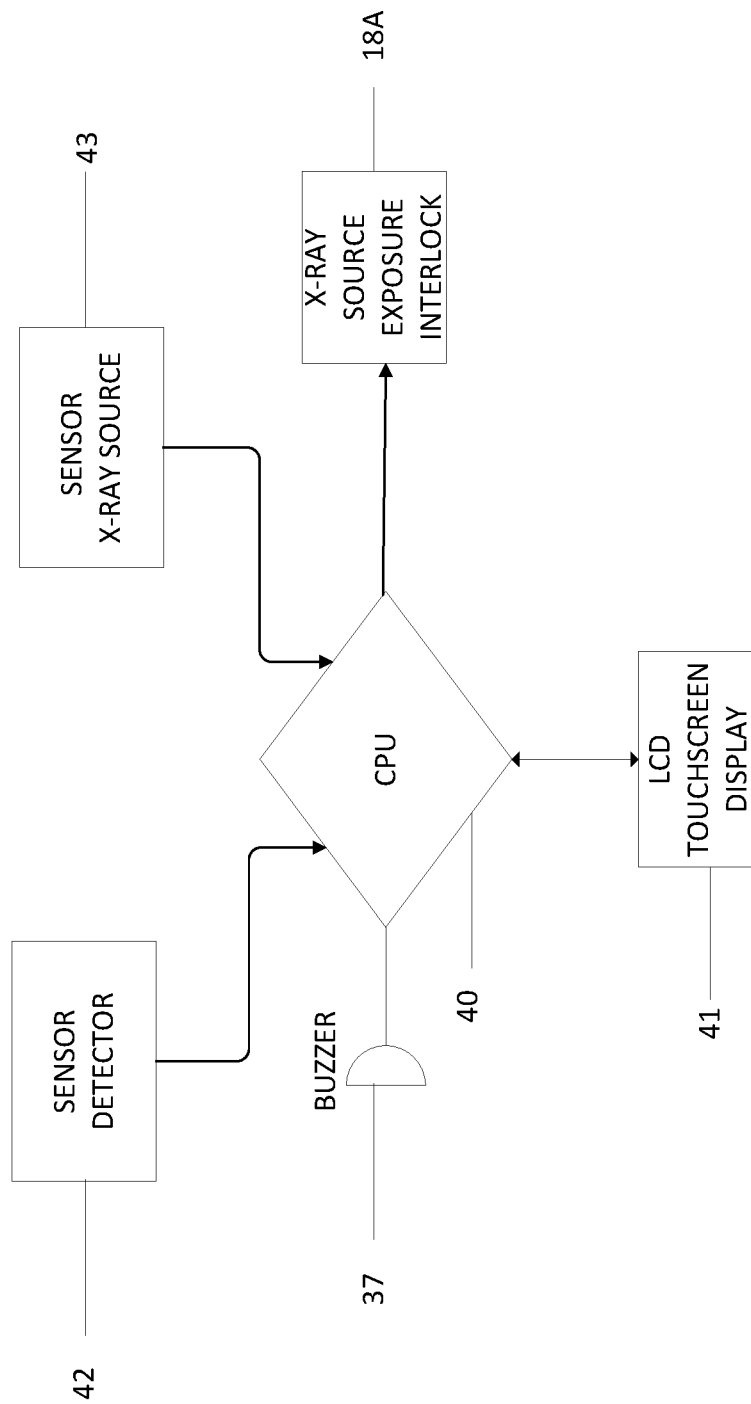 42
SENSOR
DETECTOR
SENSOR
X-RAY SOURCE
43
37
BUZZER
CPU
40
X-RAY
SOURCE
EXPOSURE
INTERLOCK
18A
41
LCD
TOUCHSCREEN
DISPLAY